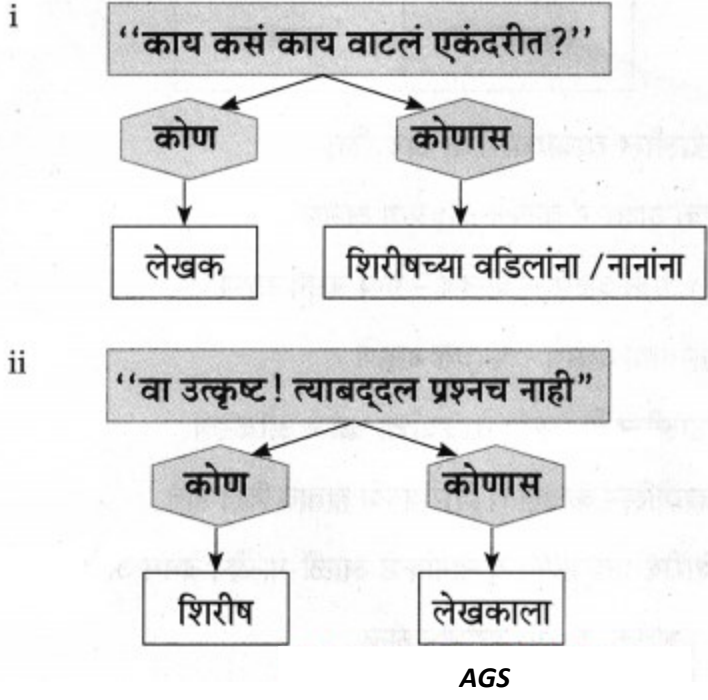 i
‘‘काय कसं काय वाटलं एकंदरीत?’’
कोण कोणास
लेखक शिरीषच्या वडिलांना /नानांना
ii
‘‘वा उत्कृष्ट! त्याबद्दल प्रश्नच नाही”
कोण कोणास
शिरीष लेखकाला
AGS